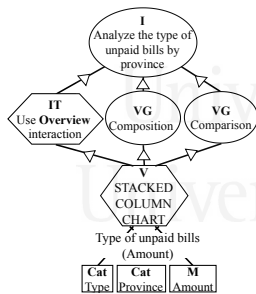 I
Analyze the type of
unpaid bills by
province
IT
Use Overview
interaction
VG
Composition
VG
Comparison
V
STACKED
COLUMN
CHART
Type of unpaid bills
(Amount)
Cat
Type
Cat
Province
M
Amount
Univer